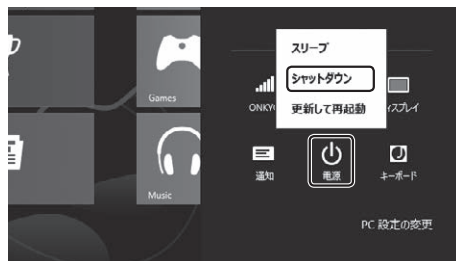 スリープ
シャットダウン
更新して再起動
Games
Music
ONKY
ィスプレイ
通知
電源
キーボード
PC 設定の変更